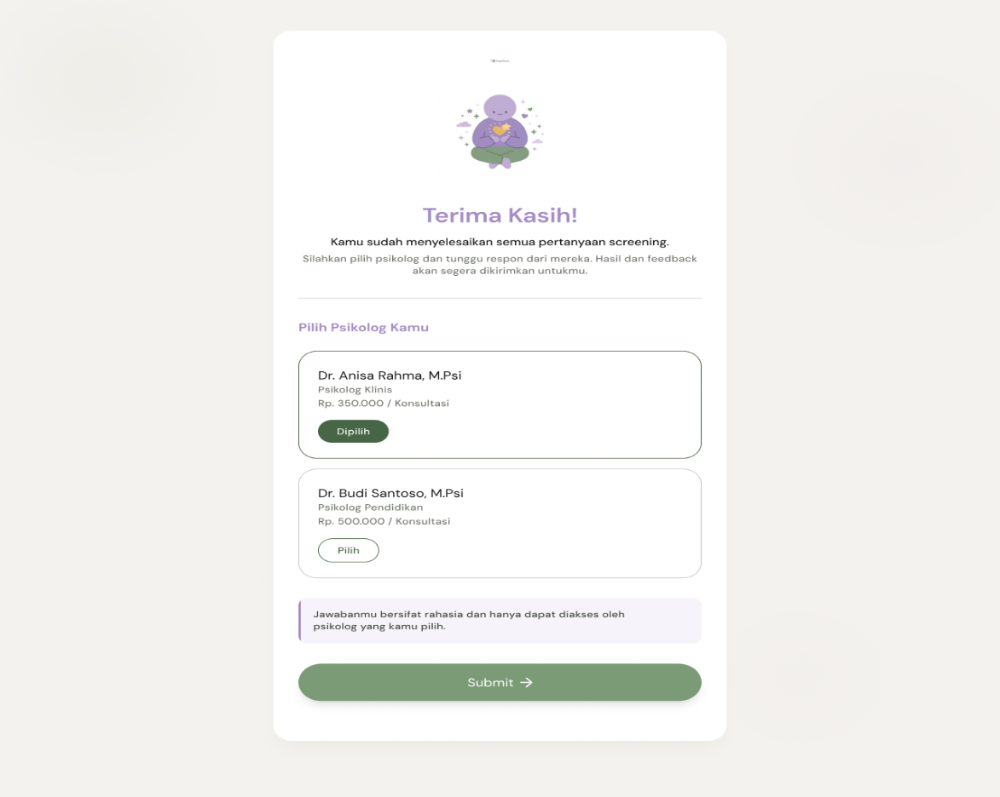 Terima Kasih!
Kamu sudah menyelesaikan semua pertanyaan screening.
Silahkan pilih psikolog dan tunggu respon dari mereka. Hasil dan feedback
akan segera dikirimkan untukmu.
Pilih Psikolog Kamu
Dr. Anisa Rahma, M.Psi
Psikolog Klinis
Rp. 350.000 / Konsultasi
Dipilih
Dr. Budi Santoso, M.Psi
Psikolog Pendidikan
Rp. 500.000 / Konsultasi
Pilih
Jawabanmu bersifat rahasia dan hanya dapat diakses oleh
psikolog yang kamu pilih.
Submit →